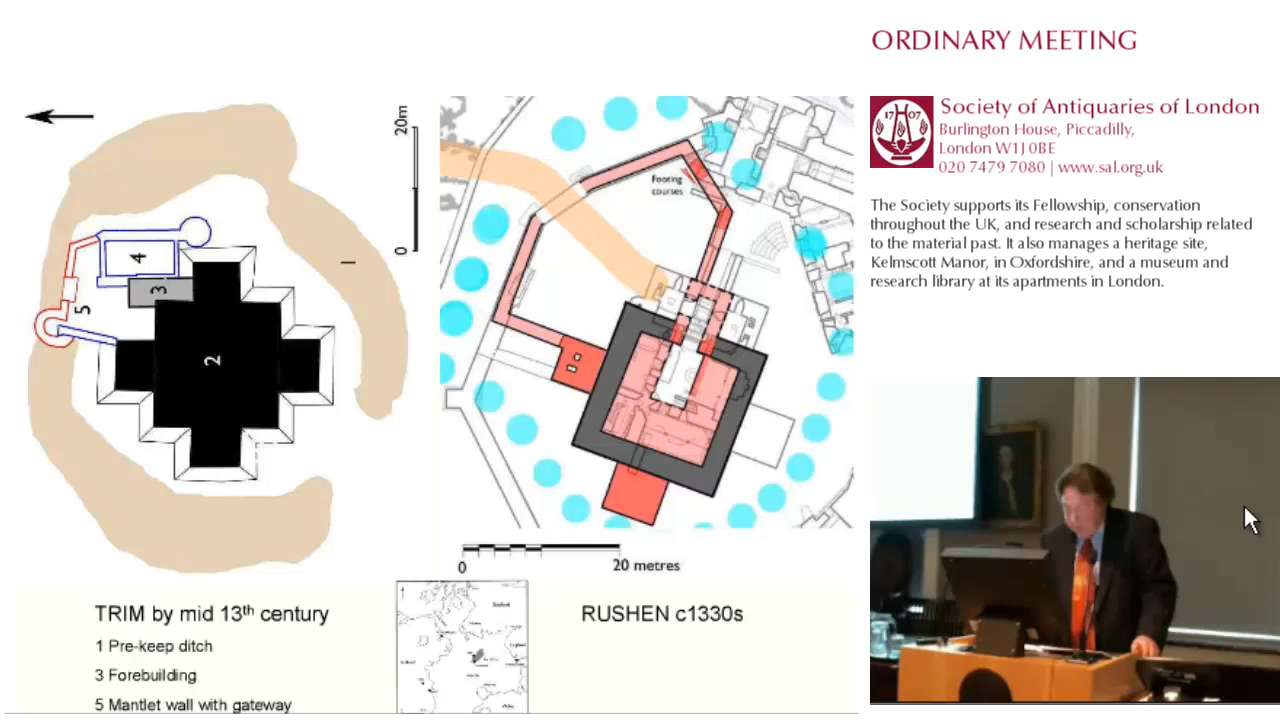 ORDINARY MEETING
17 07
Society of Antiquaries of London
Burlington House, Piccadilly,
London W1J 0BE
020 7479 7080 | www.sal.org.uk
The Society supports its Fellowship, conservation
throughout the UK, and research and scholarship related
to the material past. It also manages a heritage site,
Kelmscott Manor, in Oxfordshire, and a museum and
research library at its apartments in London.
20m
0
1
2
3
4
5
Footing
courses
0
20 metres
TRIM by mid 13th century
1 Pre-keep ditch
3 Forebuilding
5 Mantlet wall with gateway
RUSHEN c1330s